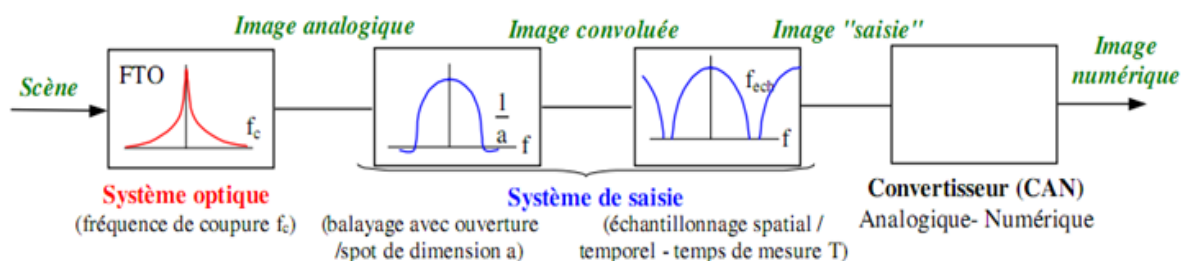 Scène
FTO
f_c
Système optique
(fréquence de coupure f_c)
Image analogique
1
a
f
Image convoluée
f_ech
f
Image "saisie"
Système de saisie
(balayage avec ouverture
/spot de dimension a)
(échantillonnage spatial /
temporel - temps de mesure T)
Convertisseur (CAN)
Analogique- Numérique
Image
numérique